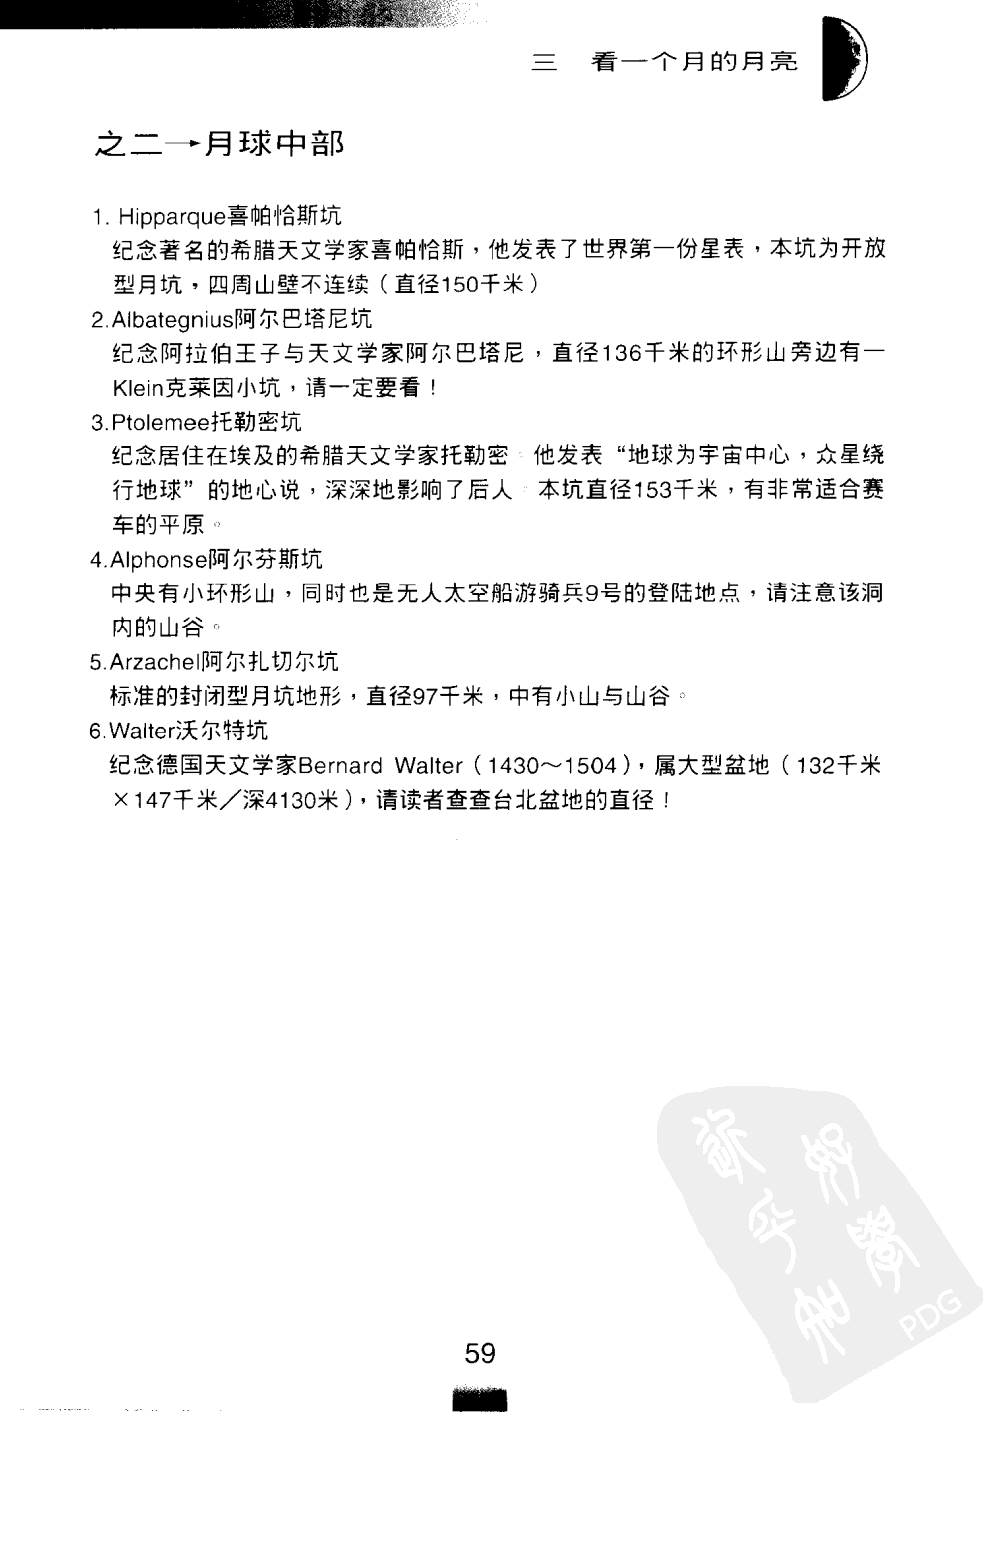 三 看一个月的月亮
之二→月球中部
1. Hipparque喜帕恰斯坑
纪念著名的希腊天文学家喜帕恰斯，他发表了世界第一份星表，本坑为开放
型月坑，四周山壁不连续（直径150千米）
2.Albategnius阿尔巴塔尼坑
纪念阿拉伯王子与天文学家阿尔巴塔尼，直径136千米的环形山旁边有一
Klein克莱因小坑，请一定要看！
3.Ptolemee托勒密坑
纪念居住在埃及的希腊天文学家托勒密。他发表“地球为宇宙中心，众星绕
行地球”的地心说，深深地影响了后人。本坑直径153千米，有非常适合赛
车的平原。
4.Alphonse阿尔芬斯坑
中央有小环形山，同时也是无人太空船游骑兵9号的登陆地点，请注意该洞
内的山谷。
5.Arzachel阿尔扎切尔坑
标准的封闭型月坑地形，直径97千米，中有小山与山谷。
6.Walter沃尔特坑
纪念德国天文学家Bernard Walter（1430～1504），属大型盆地（132千米
×147千米／深4130米），请读者查查台北盆地的直径！
PDG
59